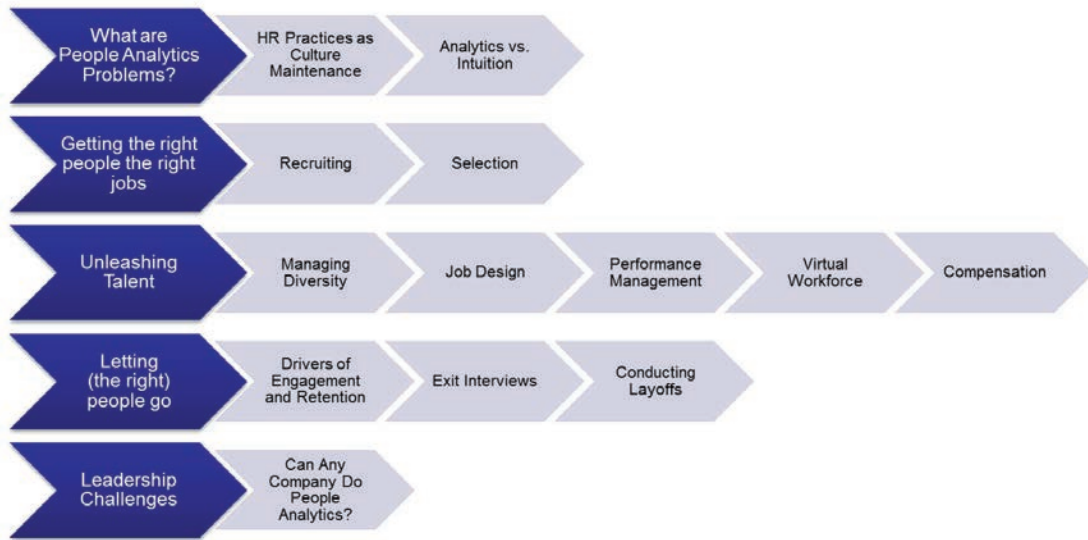 What are
People Analytics
Problems?
HR Practices as
Culture
Maintenance
Analytics vs.
Intuition
Getting the right
people the right
jobs
Recruiting
Selection
Unleashing
Talent
Managing
Diversity
Job Design
Performance
Management
Virtual
Workforce
Compensation
Letting
(the right)
people go
Drivers of
Engagement
and Retention
Exit Interviews
Conducting
Layoffs
Leadership
Challenges
Can Any
Company Do
People
Analytics?